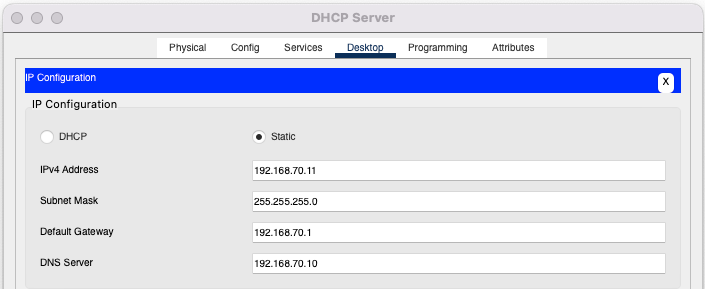 DHCP Server
Physical Config Services Desktop Programming Attributes
IP Configuration X
IP Configuration
DHCP Static
IPv4 Address 192.168.70.11
Subnet Mask 255.255.255.0
Default Gateway 192.168.70.1
DNS Server 192.168.70.10